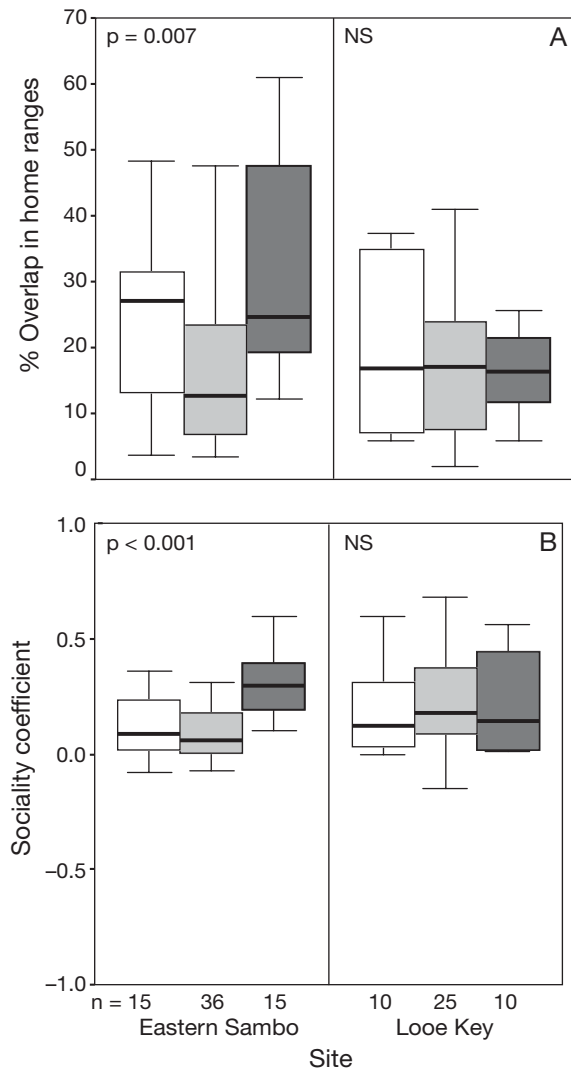 70
60
50
40
30
20
10
0
% Overlap in home ranges
p = 0.007
NS
A
1.0
0.5
0.0
–0.5
–1.0
Sociality coefficient
p < 0.001
NS
B
n = 15 36 15 10 25 10
Eastern Sambo Looe Key
Site